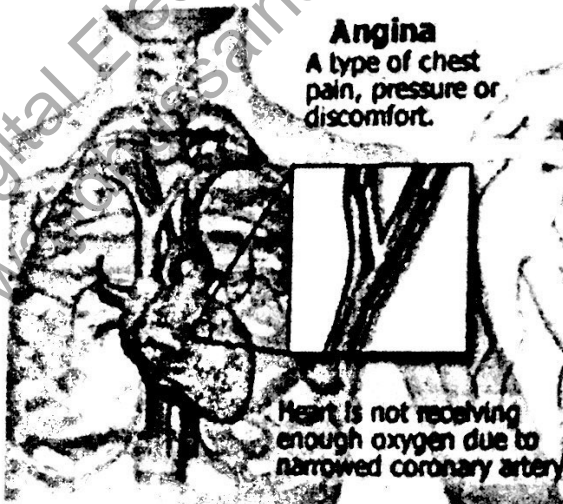 Angina
A type of chest
pain, pressure or
discomfort.
Heart is not receiving
enough oxygen due to
narrowed coronary artery